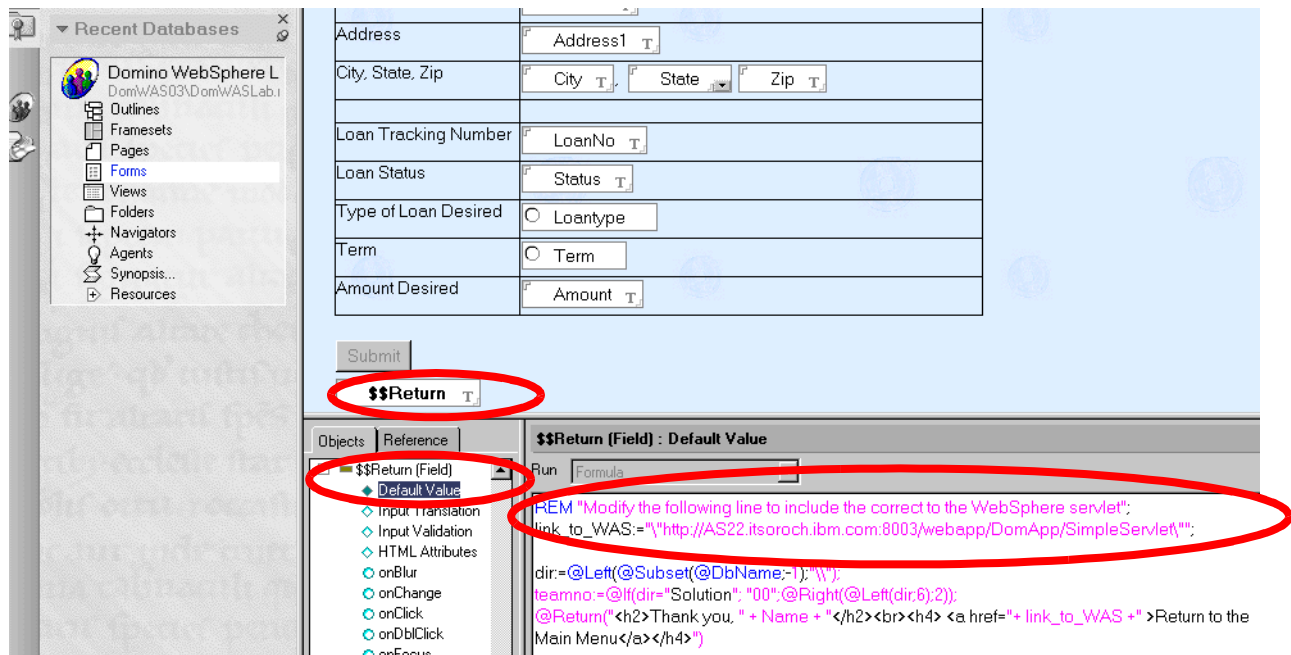 Recent Databases
Domino WebSphere L
DomWAS03\DomWASLab.
Outlines
Framesets
Pages
Forms
Views
Folders
Navigators
Agents
Synopsis...
Resources
Address
Address1 T
City, State, Zip
City T , State Zip T
Loan Tracking Number
LoanNo T
Loan Status
Status T
Type of Loan Desired
Loantype
Term
Term
Amount Desired
Amount T
Submit
$$Return T
Objects Reference
$$Return (Field)
Default Value
Input Translation
Input Validation
HTML Attributes
onBlur
onChange
onClick
onDblClick
onFocus
$$Return (Field) : Default Value
Run Formula
REM "Modify the following line to include the correct to the WebSphere servlet";
link_to_WAS:="\"http://AS22.itsoroch.ibm.com:8003/webapp/DomApp/SimpleServlet\"";
dir:=@Left(@Subset(@DbName;-1);"\\");
teamno:=@If(dir="Solution"; "00";@Right(@Left(dir;6);2));
@Return("<h2>Thank you, " + Name + "</h2><br><h4> <a href="+ link_to_WAS +" >Return to the
Main Menu</a></h4>")